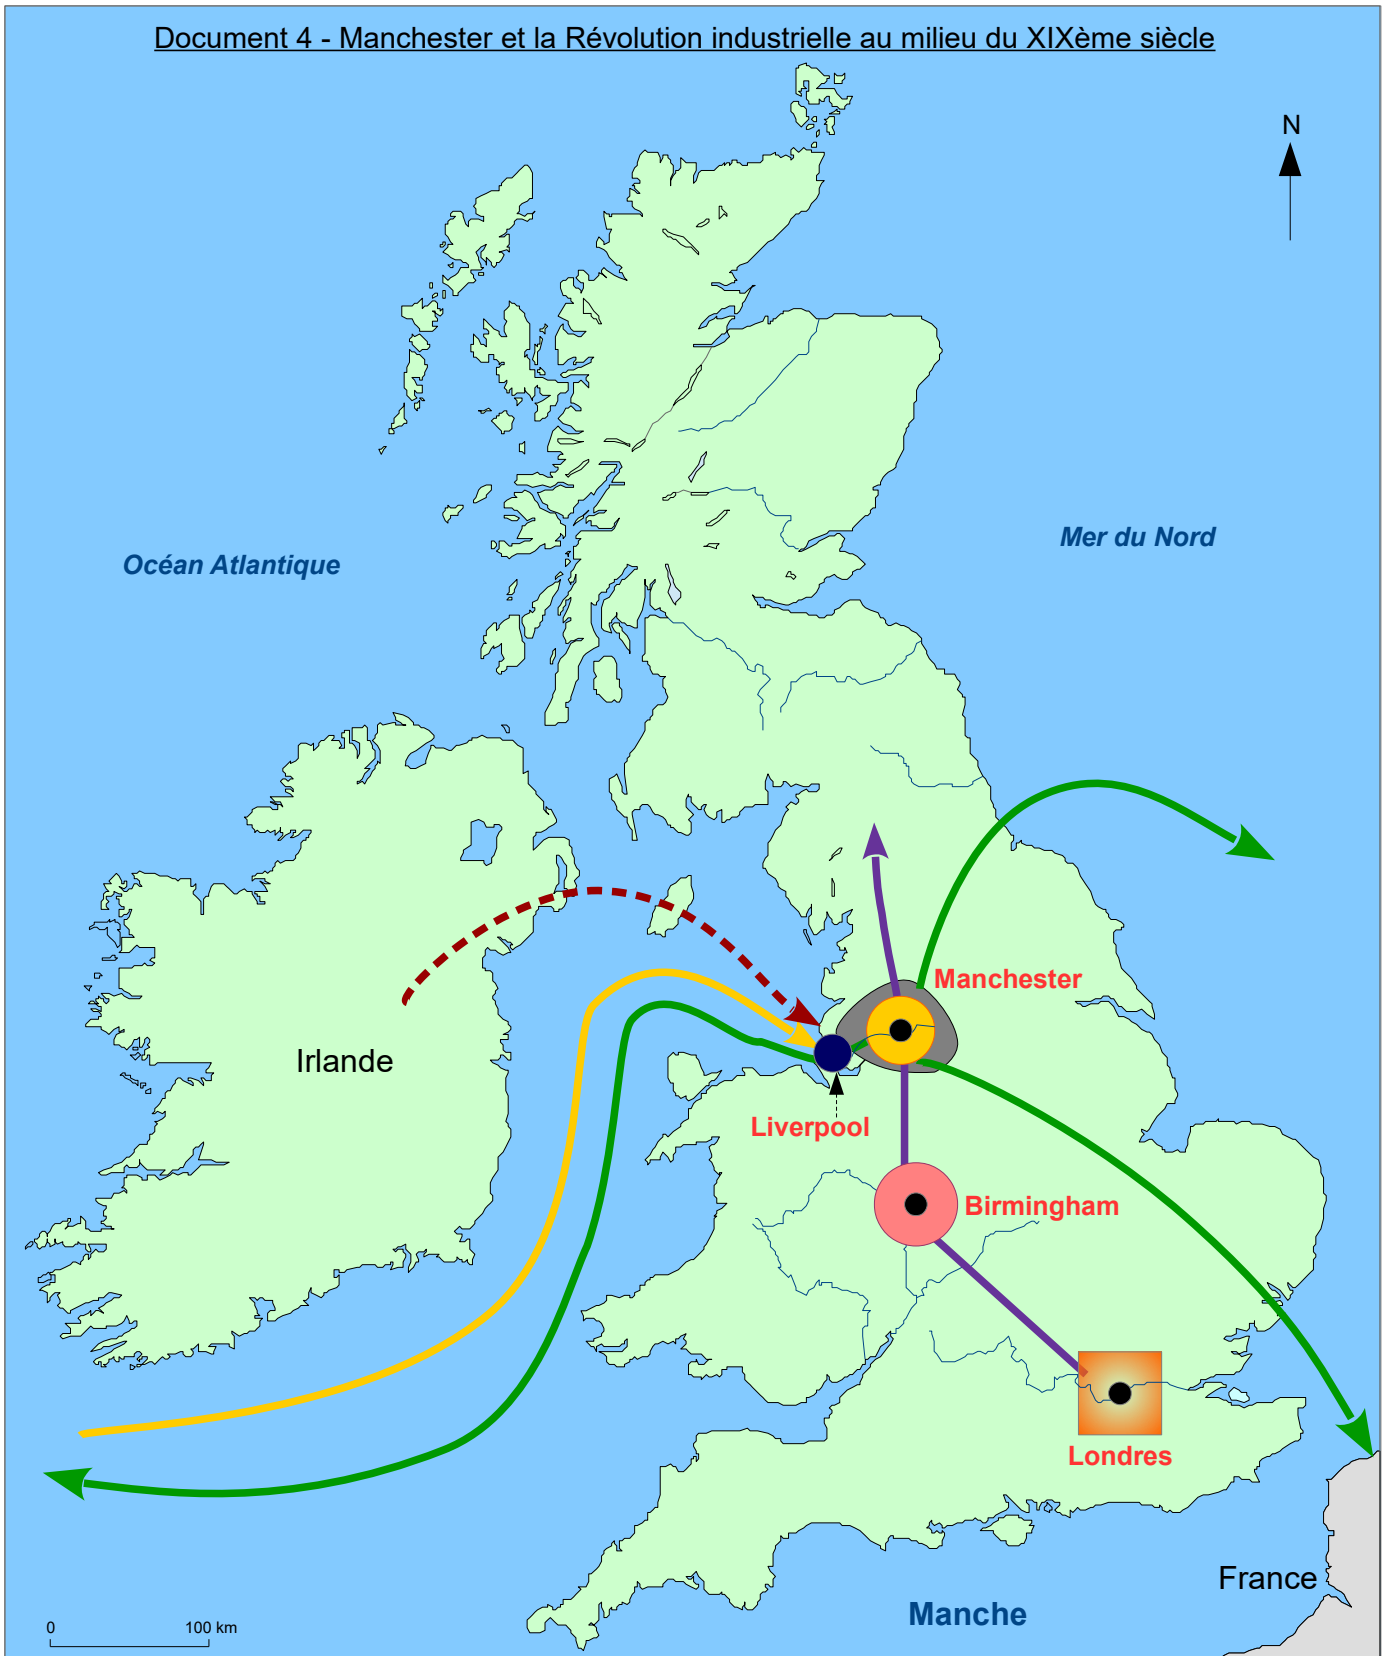 Document 4 - Manchester et la Révolution industrielle au milieu du XIXème siècle
N
Mer du Nord
Océan Atlantique
Manchester
Irlande
Liverpool
Birmingham
Londres
France
Manche
0 100 km